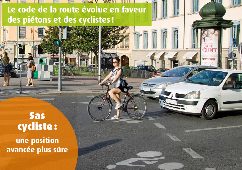 Le code de la route évolue en faveur
des piétons et des cyclistes !
Sas
cycliste :
une position
avancée plus sûre